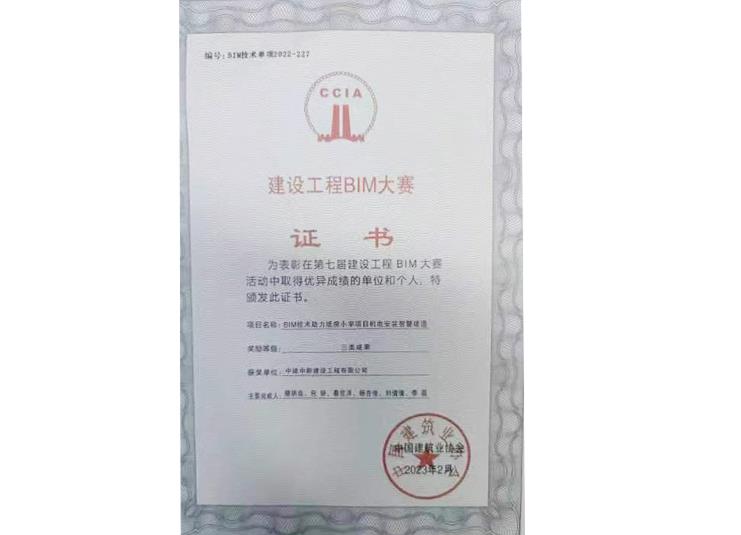 编号: BIM技术单项2022-227
CCIA
建设工程BIM大赛
证 书
为表彰在第七届建设工程 BIM 大赛
活动中取得优异成绩的单位和个人, 特
颁发此证书。
项目名称: BIM技术助力 小学项目机电安装智慧建造
奖励等级: 三类成果
获奖单位: 中 建设工程有限公司
主要完成人:
中国建筑业协会
2023年2月